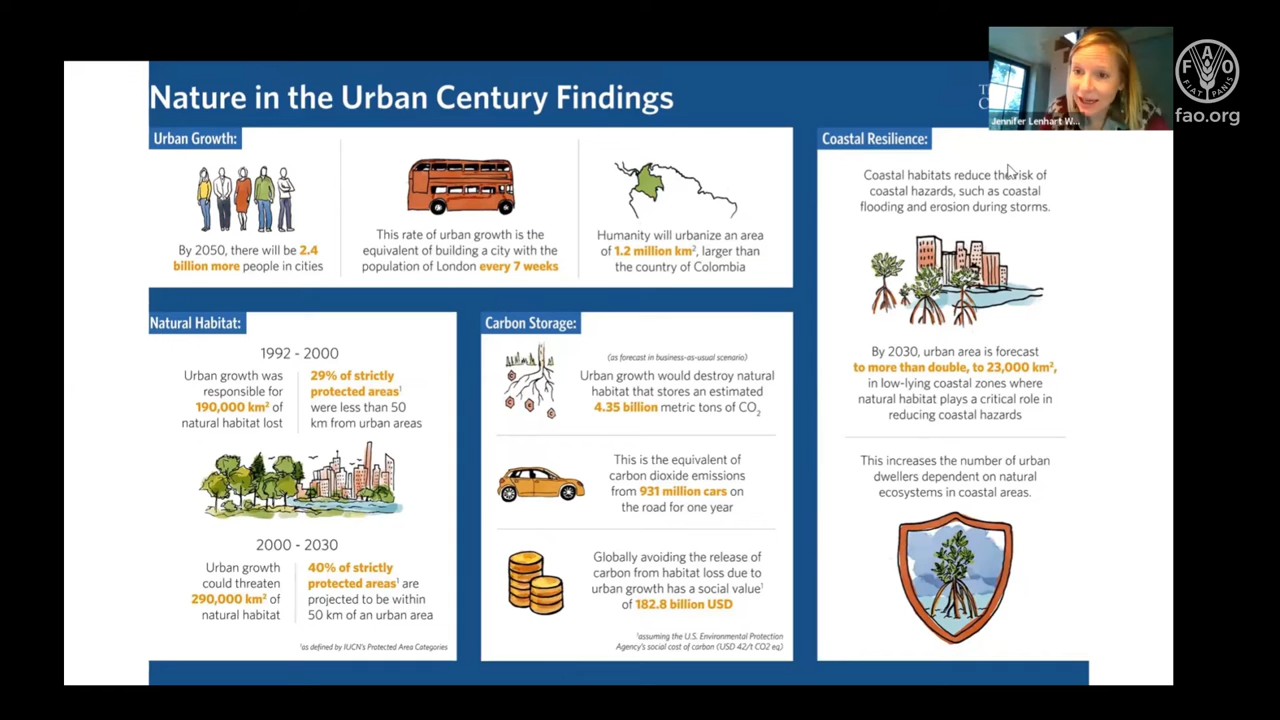 Nature in the Urban Century Findings
Urban Growth:
By 2050, there will be 2.4
billion more people in cities
This rate of urban growth is the
equivalent of building a city with the
population of London every 7 weeks
Humanity will urbanize an area
of 1.2 million km², larger than
the country of Colombia
Natural Habitat:
1992 - 2000
Urban growth was
responsible for
190,000 km² of
natural habitat lost
29% of strictly
protected areas¹
were less than 50
km from urban areas
2000 - 2030
Urban growth
could threaten
290,000 km² of
natural habitat
40% of strictly
protected areas¹ are
projected to be within
50 km of an urban area
¹as defined by IUCN's Protected Area Categories
Carbon Storage:
(as forecast in business-as-usual scenario)
Urban growth would destroy natural
habitat that stores an estimated
4.35 billion metric tons of CO₂
This is the equivalent of
carbon dioxide emissions
from 931 million cars on
the road for one year
Globally avoiding the release of
carbon from habitat loss due to
urban growth has a social value¹
of 182.8 billion USD
¹assuming the U.S. Environmental Protection
Agency's social cost of carbon (USD 42/t CO2 eq)
Coastal Resilience:
Coastal habitats reduce the risk of
coastal hazards, such as coastal
flooding and erosion during storms.
By 2030, urban area is forecast
to more than double, to 23,000 km²,
in low-lying coastal zones where
natural habitat plays a critical role in
reducing coastal hazards
This increases the number of urban
dwellers dependent on natural
ecosystems in coastal areas.
Jennifer Lenhart W...
F A O
FIAT PANIS
fao.org